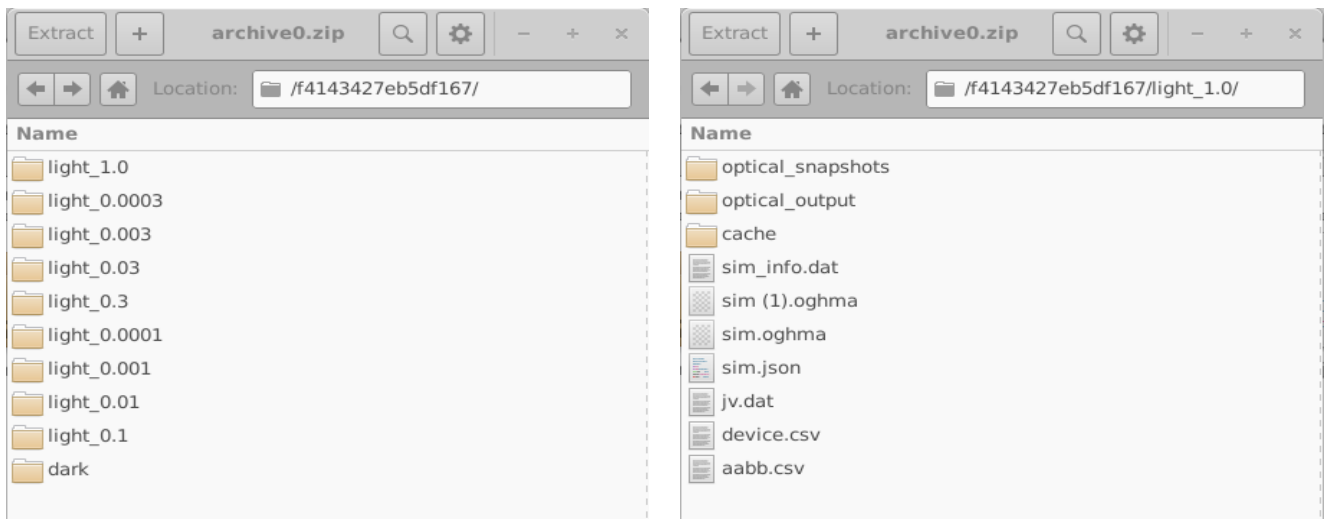 Extract + archive0.zip
Location: /f4143427eb5df167/
Name
light_1.0
light_0.0003
light_0.003
light_0.03
light_0.3
light_0.0001
light_0.001
light_0.01
light_0.1
dark
Extract + archive0.zip
Location: /f4143427eb5df167/light_1.0/
Name
optical_snapshots
optical_output
cache
sim_info.dat
sim (1).oghma
sim.oghma
sim.json
jv.dat
device.csv
aabb.csv